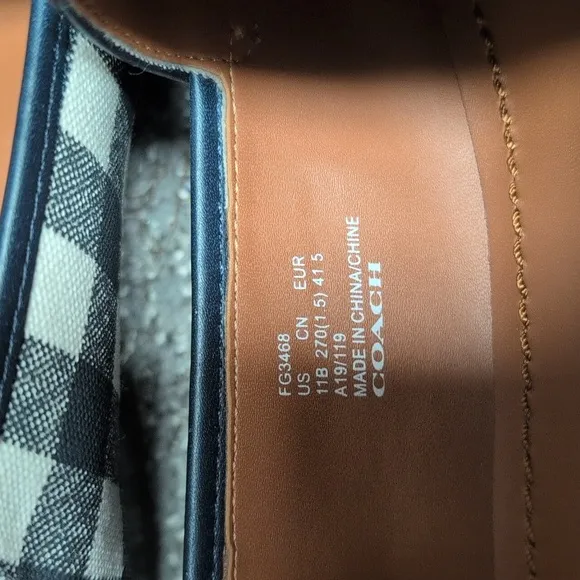 FG3468
US CN EUR
11B 270(1.5) 41 5
A19/119
MADE IN CHINA/CHINE
COACH